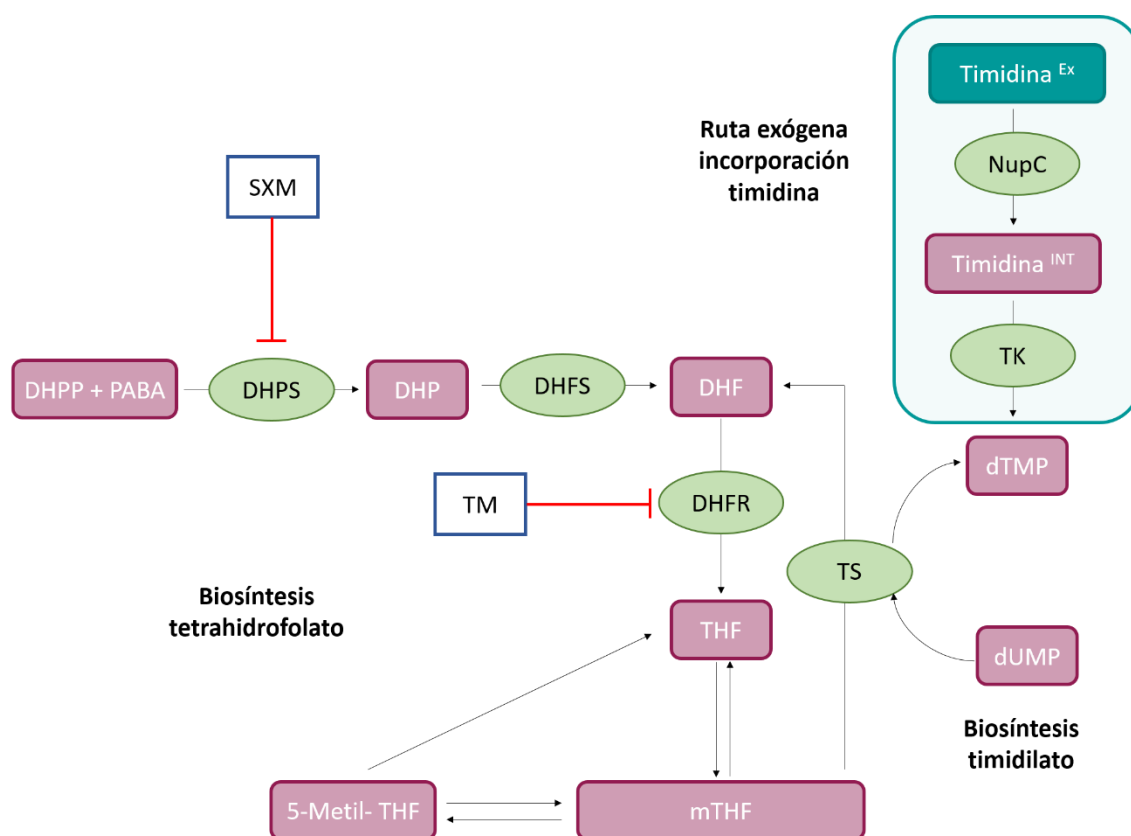 Timidina Ex
Ruta exógena
incorporación
timidina
NupC
SXM
Timidina INT
TK
DHPP + PABA
DHPS
DHP
DHFS
DHF
dTMP
TM
DHFR
TS
Biosíntesis
tetrahidrofolato
THF
dUMP
Biosíntesis
timidilato
5-Metil- THF
mTHF